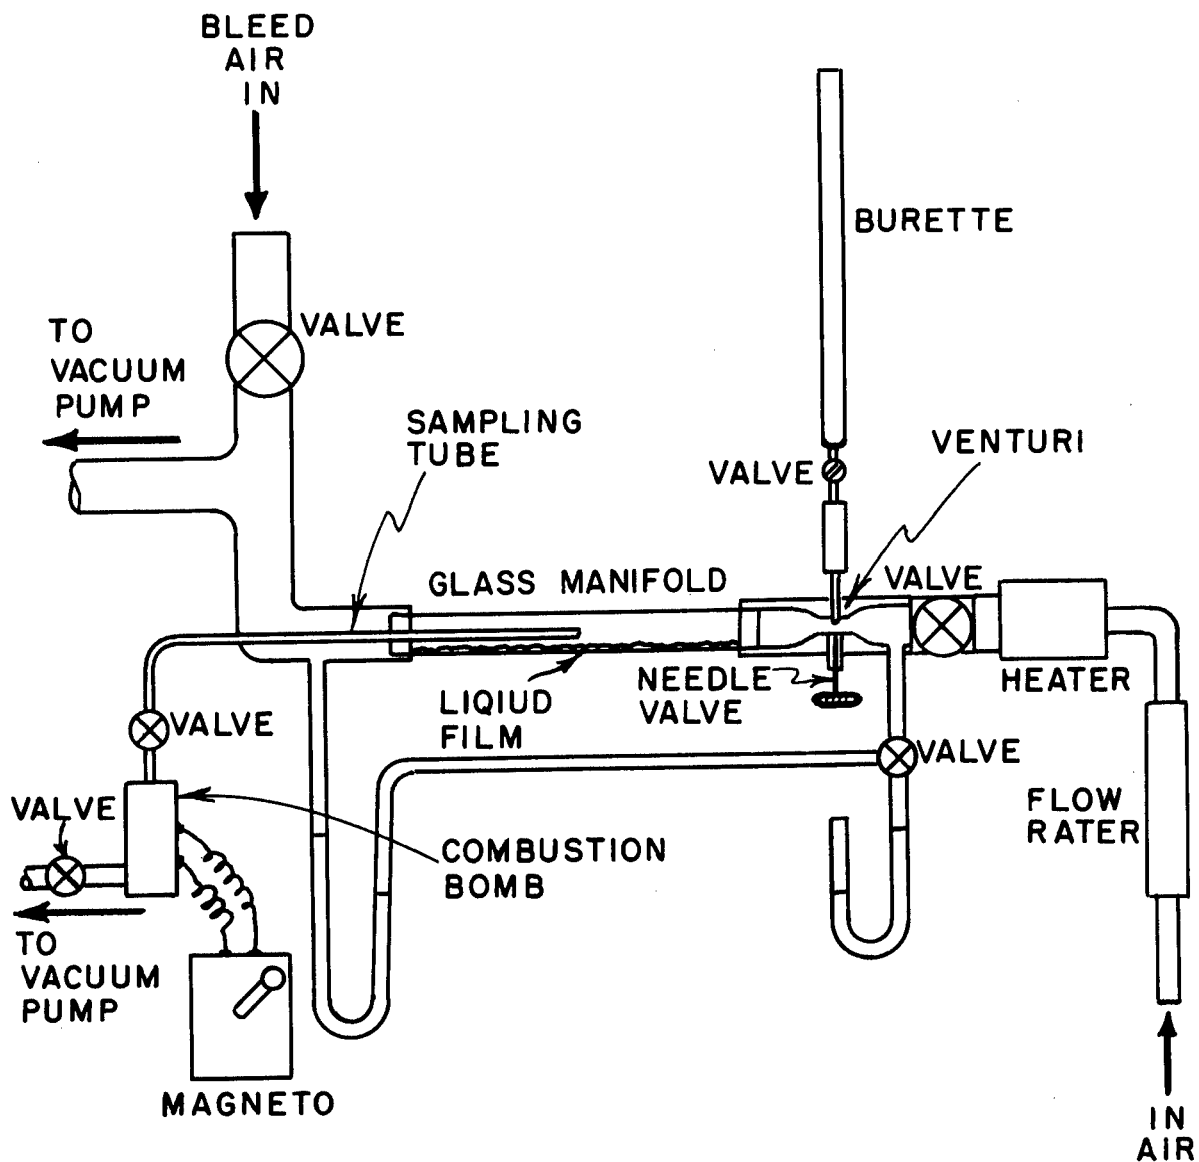 BLEED
AIR
IN
BURETTE
VALVE
TO
VACUUM
PUMP
SAMPLING
TUBE
VENTURI
VALVE
GLASS MANIFOLD
VALVE
NEEDLE
VALVE
HEATER
LIQIUD
FILM
VALVE
VALVE
FLOW
RATER
VALVE
COMBUSTION
BOMB
TO
VACUUM
PUMP
MAGNETO
IN
AIR